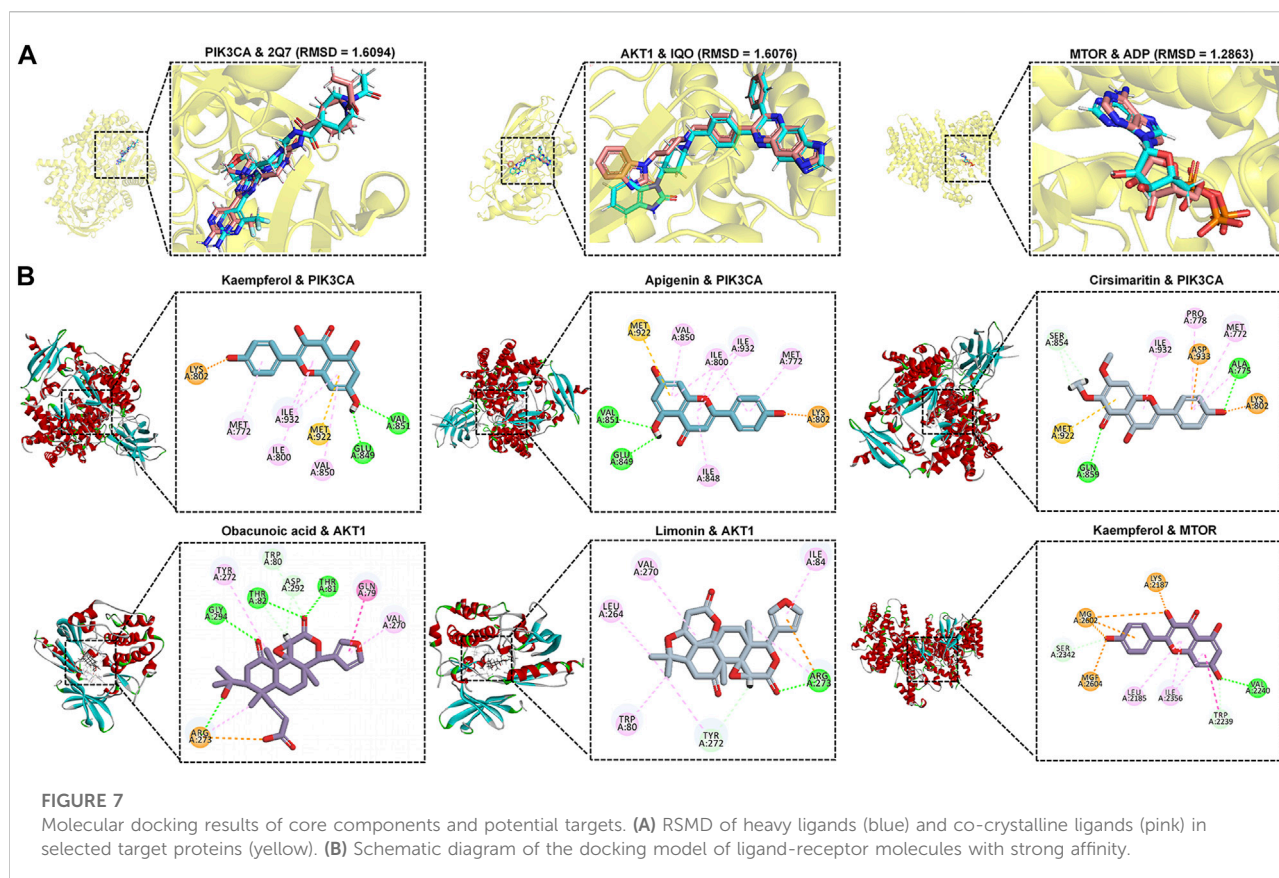 A
PIK3CA & 2Q7 (RMSD = 1.6094)
AKT1 & IQO (RMSD = 1.6076)
MTOR & ADP (RMSD = 1.2863)
B
Kaempferol & PIK3CA
LYS
A:802
MET
A:772
ILE
A:932
ILE
A:800
MET
A:922
VAL
A:850
GLU
A:849
VAL
A:851
Apigenin & PIK3CA
MET
A:922
VAL
A:850
ILE
A:800
ILE
A:932
MET
A:772
VAL
A:851
GLU
A:849
LYS
A:802
ILE
A:848
Cirsimaritin & PIK3CA
SER
A:854
ILE
A:932
PRO
A:778
ASP
A:933
MET
A:772
ALA
A:775
LYS
A:802
MET
A:922
GLN
A:859
Obacunoic acid & AKT1
TYR
A:272
TRP
A:80
ASP
A:292
THR
A:82
THR
A:81
GLN
A:79
GLY
A:294
VAL
A:270
ARG
A:273
Limonin & AKT1
VAL
A:270
ILE
A:84
LEU
A:264
ARG
A:273
TRP
A:80
TYR
A:272
Kaempferol & MTOR
LYS
A:2187
MG
A:2602
SER
A:2342
MGF
A:2604
LEU
A:2185
ILE
A:2356
TRP
A:2239
VAL
A:2240
FIGURE 7
Molecular docking results of core components and potential targets. (A) RSMD of heavy ligands (blue) and co-crystalline ligands (pink) in
selected target proteins (yellow). (B) Schematic diagram of the docking model of ligand-receptor molecules with strong affinity.